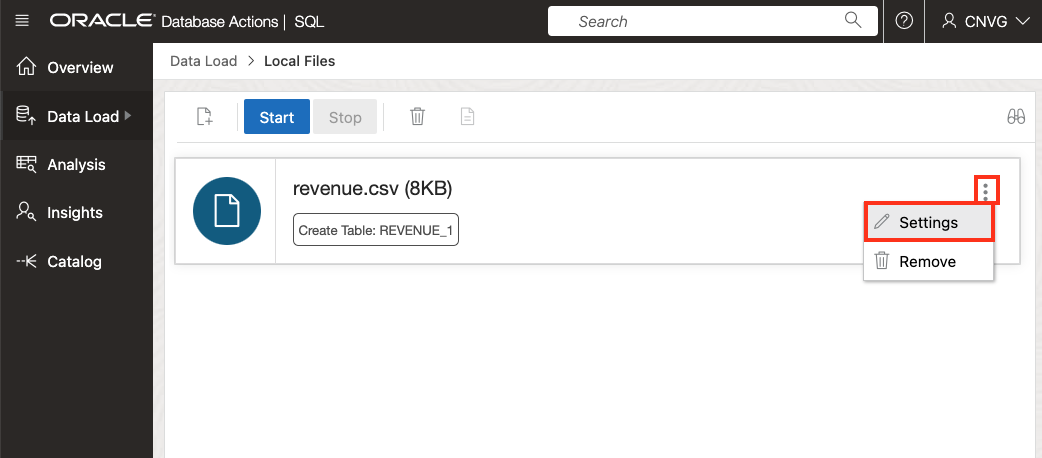 ORACLE Database Actions | SQL
Search
CNVG
Overview
Data Load
Analysis
Insights
Catalog
Data Load > Local Files
Start
Stop
revenue.csv (8KB)
Create Table: REVENUE_1
Settings
Remove